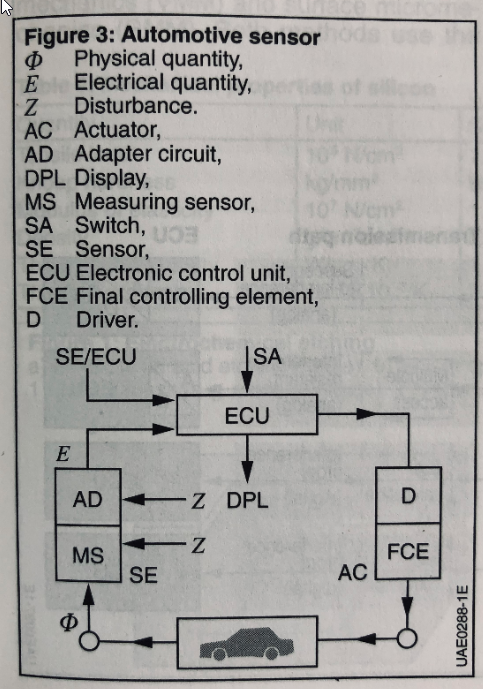 Figure 3: Automotive sensor
Φ Physical quantity,
E Electrical quantity,
Z Disturbance.
AC Actuator,
AD Adapter circuit,
DPL Display,
MS Measuring sensor,
SA Switch,
SE Sensor,
ECU Electronic control unit,
FCE Final controlling element,
D Driver.
SE/ECU SA
ECU
E
AD Z DPL D
MS Z FCE
SE AC
Φ
UAE0288-1E